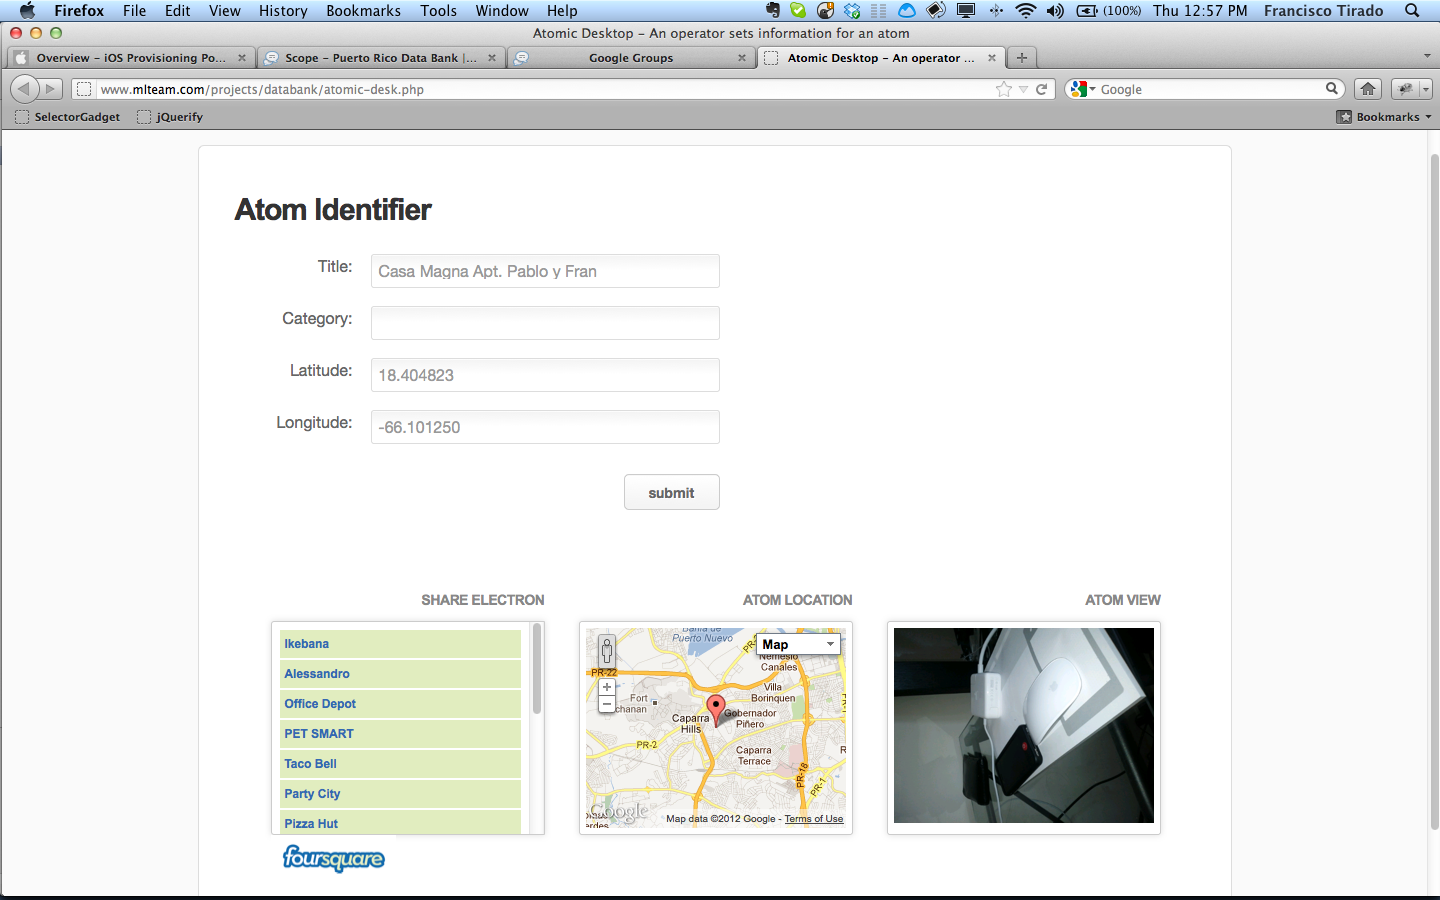 Firefox File Edit View History Bookmarks Tools Window Help (100%) Thu 12:57 PM Francisco Tirado
Atomic Desktop – An operator sets information for an atom
Overview – iOS Provisioning Po... Scope – Puerto Rico Data Bank |... Google Groups Atomic Desktop – An operator ...
www.mlteam.com/projects/databank/atomic-desk.php Google
SelectorGadget jQuerify Bookmarks
Atom Identifier
Title: Casa Magna Apt. Pablo y Fran
Category:
Latitude: 18.404823
Longitude: -66.101250
submit
SHARE ELECTRON
Ikebana
Alessandro
Office Depot
PET SMART
Taco Bell
Party City
Pizza Hut
foursquare
ATOM LOCATION
Bahia de
Puerto Nuevo
Map
Nemesio
Canales
PR-22
Villa
Borinquen
Fort
chanan
Caparra
Hills
Gobernador
Piñero
PR-2
Caparra
Terrace
PR-18
PR-1
Google
erdes
Map data ©2012 Google - Terms of Use
ATOM VIEW